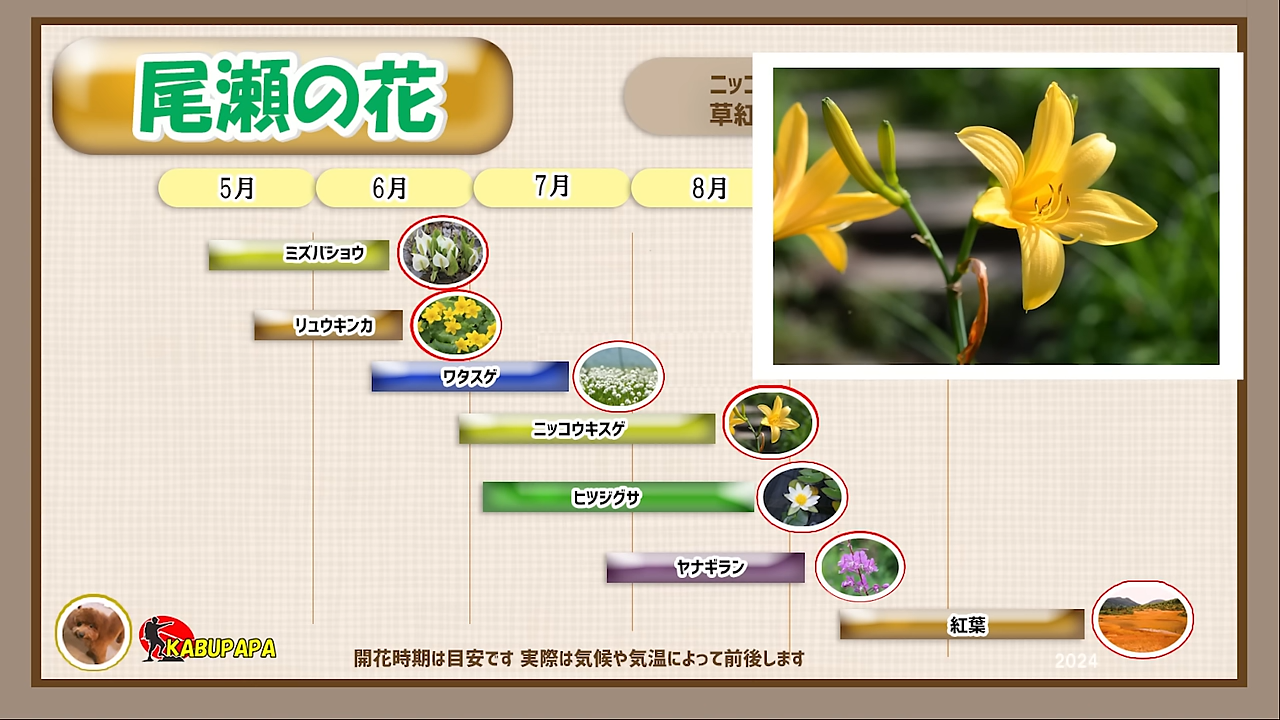 尾瀬の花
ニッコ
草紅
5月
6月
7月
8月
ミズバショウ
リュウキンカ
ワタスゲ
ニッコウキスゲ
ヒツジグサ
ヤナギラン
紅葉
KABUPAPA
開花時期は目安です 実際は気候や気温によって前後します
2024